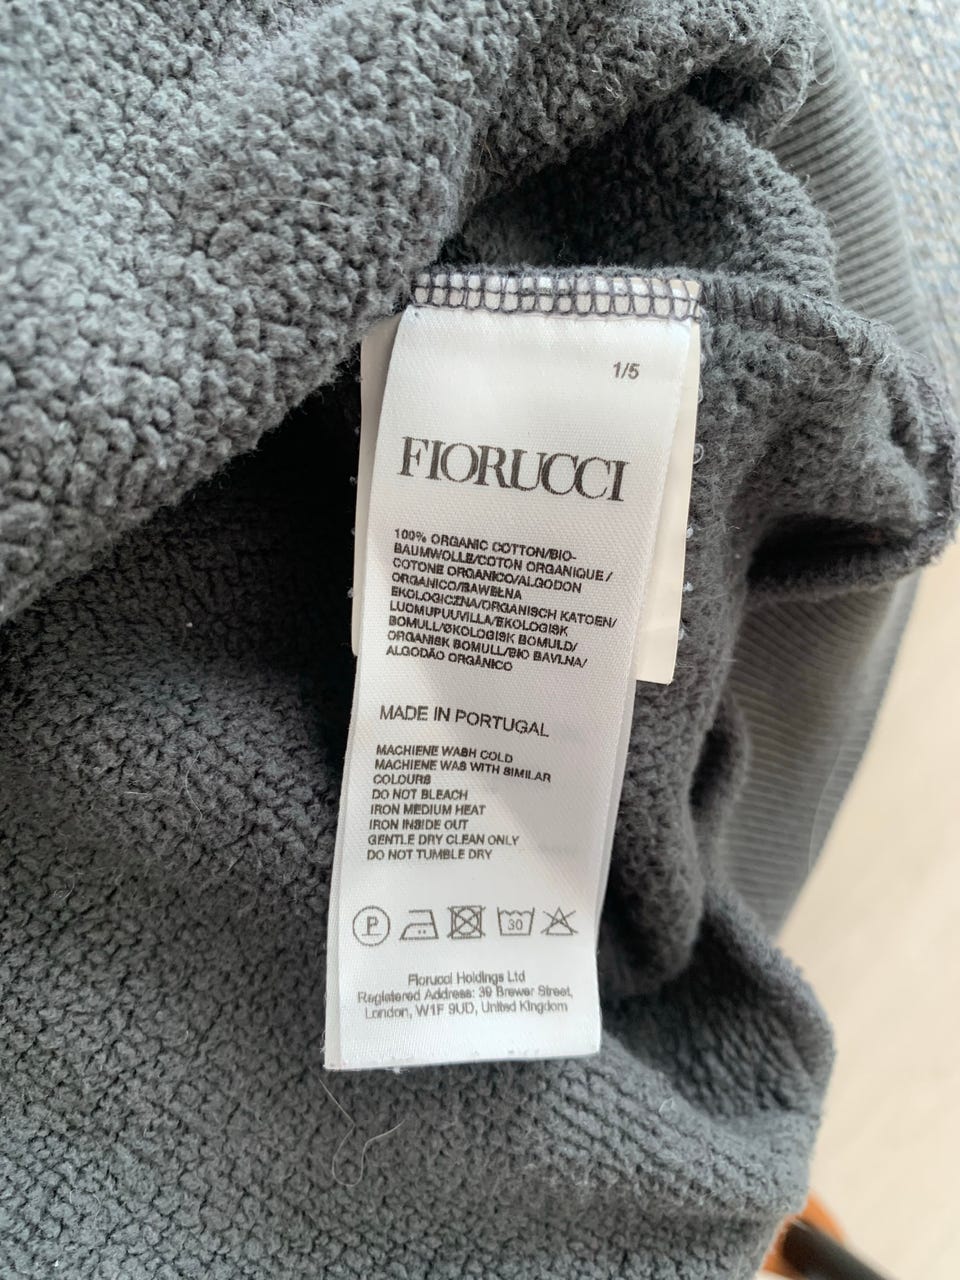 1/5
FIORUCCI
100% ORGANIC COTTON/BIO-
BAUMWOLLE/COTON ORGANIQUE/
COTONE ORGANICO/ALGODON
ORGANICO/BAWEŁNA
EKOLOGICZNA/ORGANISCH KATOEN/
LUOMUPUUVILLA/EKOLOGISK
BOMULL/ØKOLOGISK BOMULD/
ORGANISK BOMULL/BIO BAVLNA/
ALGODÃO ORGÂNICO
MADE IN PORTUGAL
MACHIENE WASH COLD
MACHIENE WAS WITH SIMILAR
COLOURS
DO NOT BLEACH
IRON MEDIUM HEAT
IRON INSIDE OUT
GENTLE DRY CLEAN ONLY
DO NOT TUMBLE DRY
P 30
Fiorucci Holdings Ltd
Registered Address: 39 Brewer Street,
London, W1F 9UD, United Kingdom